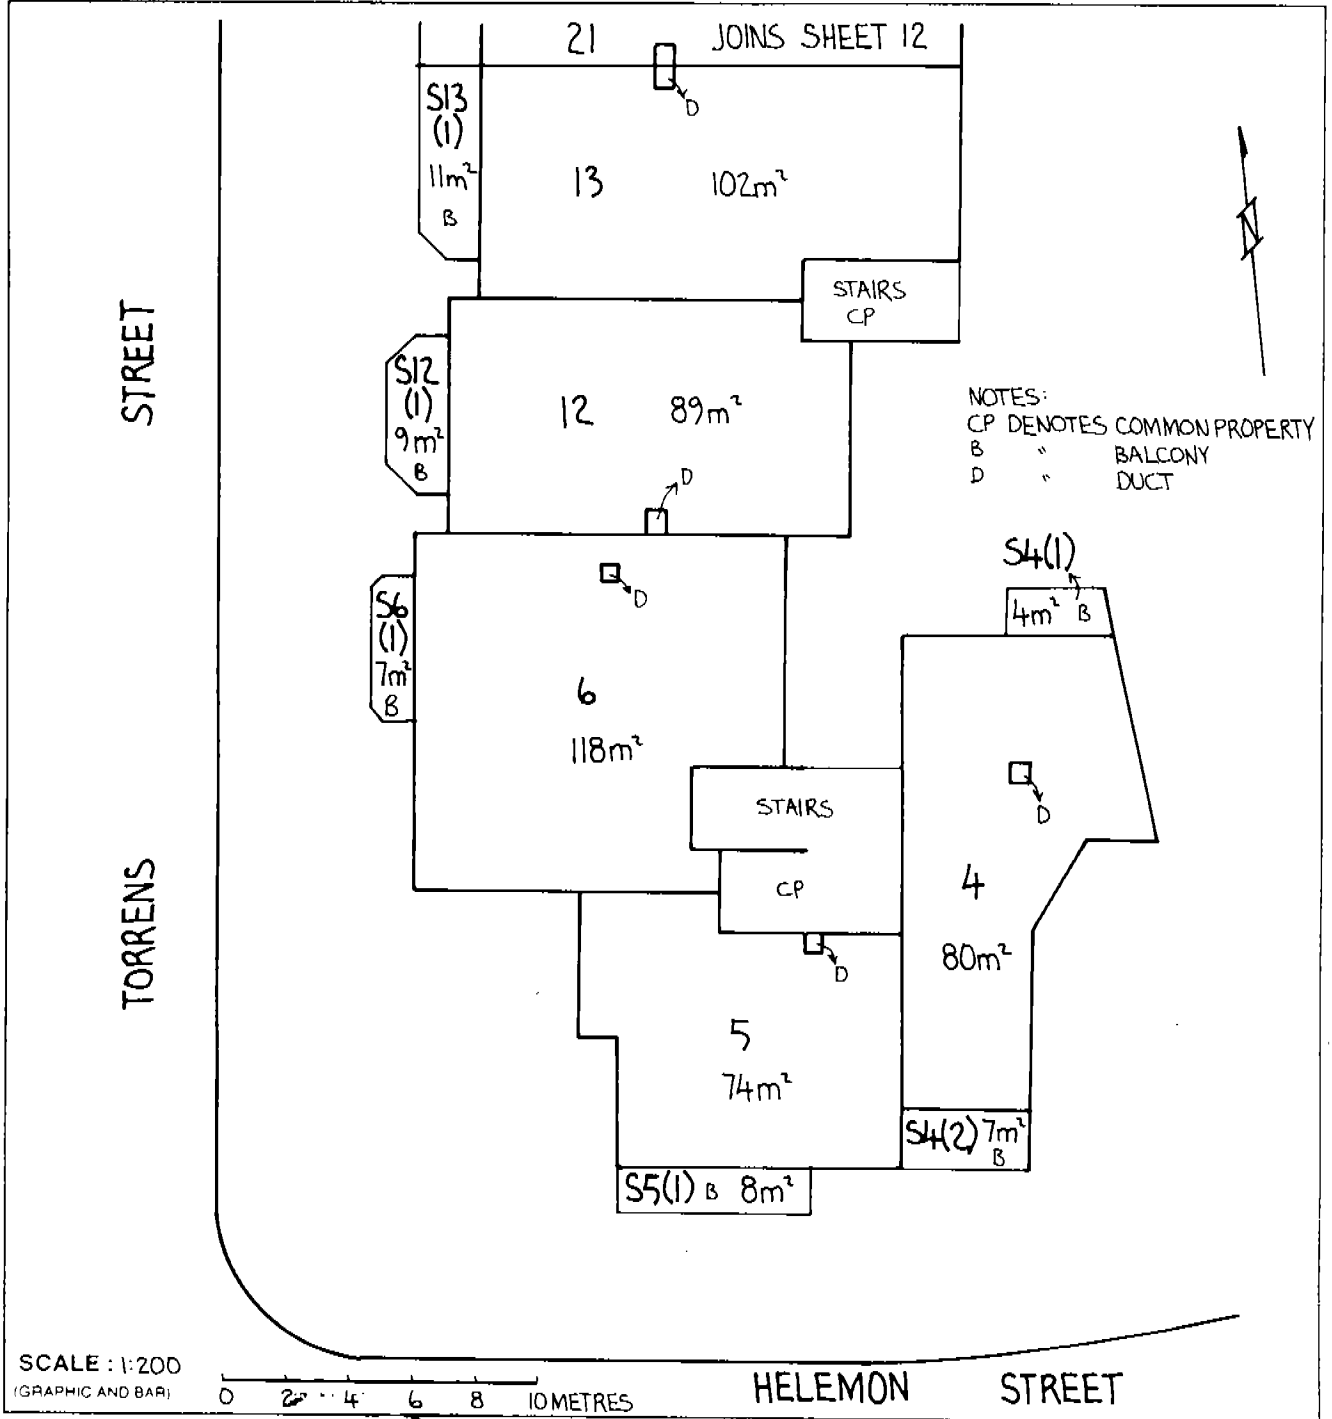 21 JOINS SHEET 12
S13
(1)
11m²
B
D
13 102m²
STAIRS
CP
N
STREET
S12
(1)
9m²
B
12 89m²
D
NOTES:
CP DENOTES COMMON PROPERTY
B " BALCONY
D " DUCT
S4(1)
4m² B
D
S6
(1)
7m²
B
6
118m²
STAIRS
CP
D
4
80m²
TORRENS
D
5
74m²
S4(2) 7m²
B
S5(1) B 8m²
SCALE : 1:200
(GRAPHIC AND BAR)
0 2 4 6 8 10 METRES
HELEMON STREET